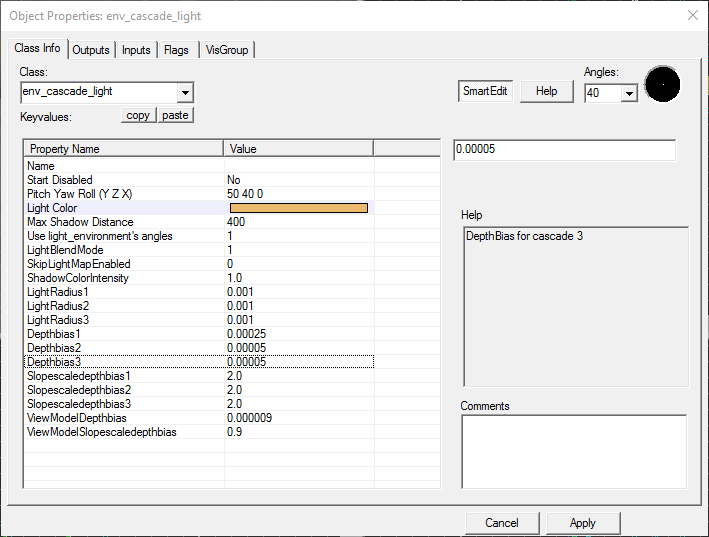 Object Properties: env_cascade_light
Class Info Outputs Inputs Flags VisGroup
Class:
env_cascade_light
SmartEdit Help
Angles:
40
Keyvalues: copy paste
Property Name Value
0.00005
Name
Start Disabled No
Pitch Yaw Roll (Y Z X) 50 40 0
Light Color
Max Shadow Distance 400
Use light_environment's angles 1
LightBlendMode 1
SkipLightMapEnabled 0
ShadowColorIntensity 1.0
LightRadius1 0.001
LightRadius2 0.001
LightRadius3 0.001
Depthbias1 0.00025
Depthbias2 0.00005
Depthbias3 0.00005
Slopescaledepthbias1 2.0
Slopescaledepthbias2 2.0
Slopescaledepthbias3 2.0
ViewModelDepthbias 0.000009
ViewModelSlopescaledepthbias 0.9
Help
DepthBias for cascade 3
Comments
Cancel Apply